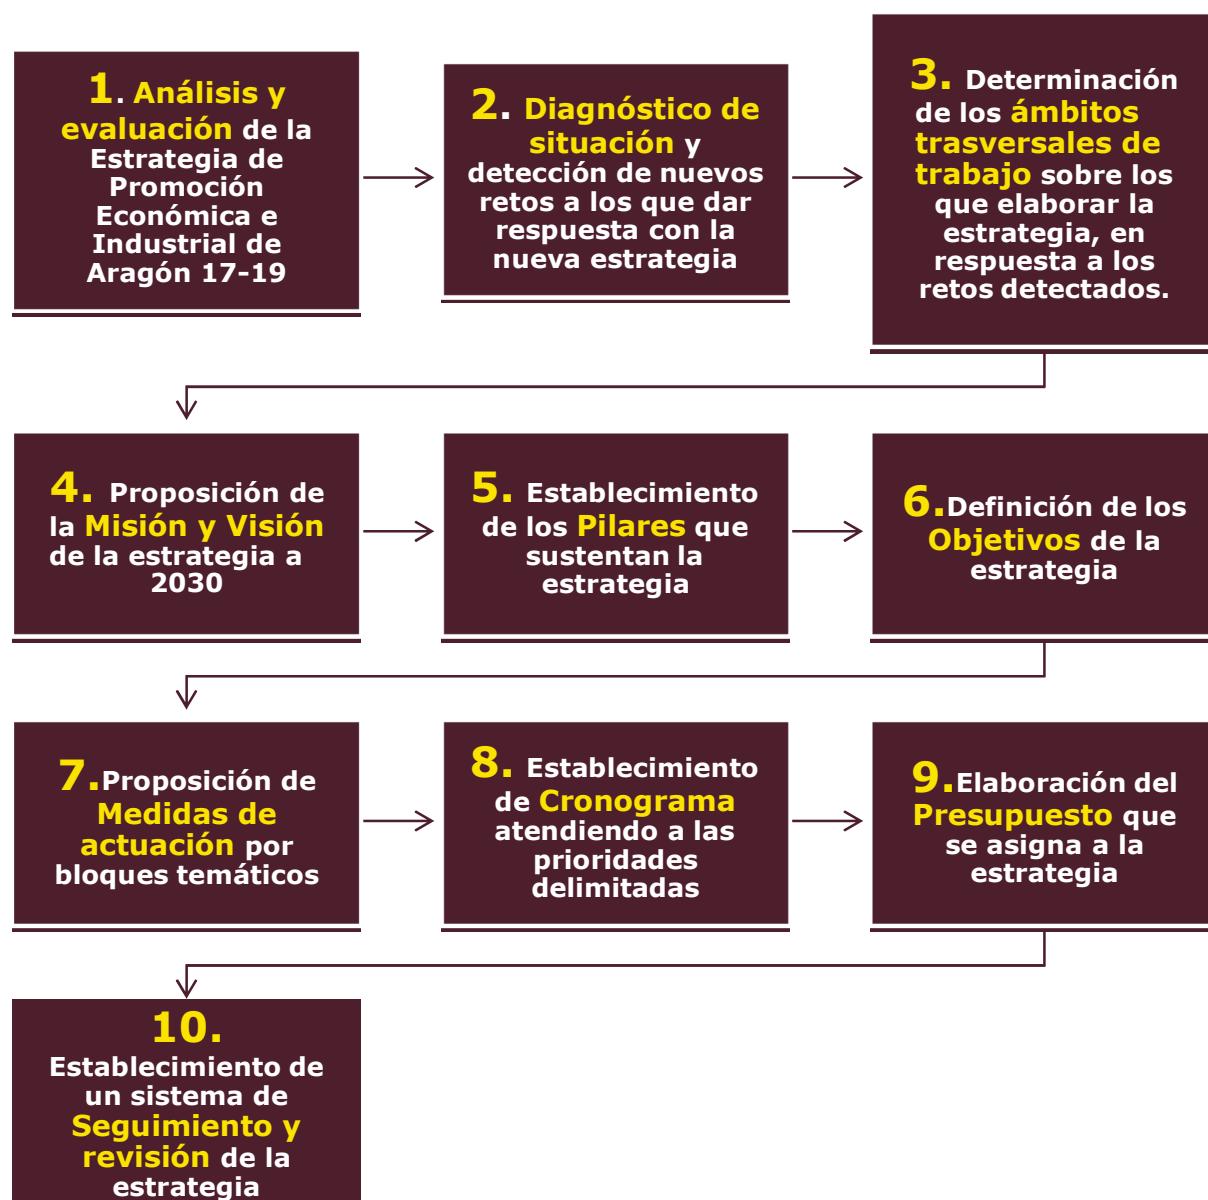 1. Análisis y
evaluación de la
Estrategia de
Promoción
Económica e
Industrial de
Aragón 17-19
2. Diagnóstico de
situación y
detección de nuevos
retos a los que dar
respuesta con la
nueva estrategia
3. Determinación
de los ámbitos
trasversales de
trabajo sobre los
que elaborar la
estrategia, en
respuesta a los
retos detectados.
4. Proposición de
la Misión y Visión
de la estrategia a
2030
5. Establecimiento
de los Pilares que
sustentan la
estrategia
6.Definición de los
Objetivos de la
estrategia
7.Proposición de
Medidas de
actuación por
bloques temáticos
8. Establecimiento
de Cronograma
atendiendo a las
prioridades
delimitadas
9.Elaboración del
Presupuesto que
se asigna a la
estrategia
10.
Establecimiento de
un sistema de
Seguimiento y
revisión de la
estrategia